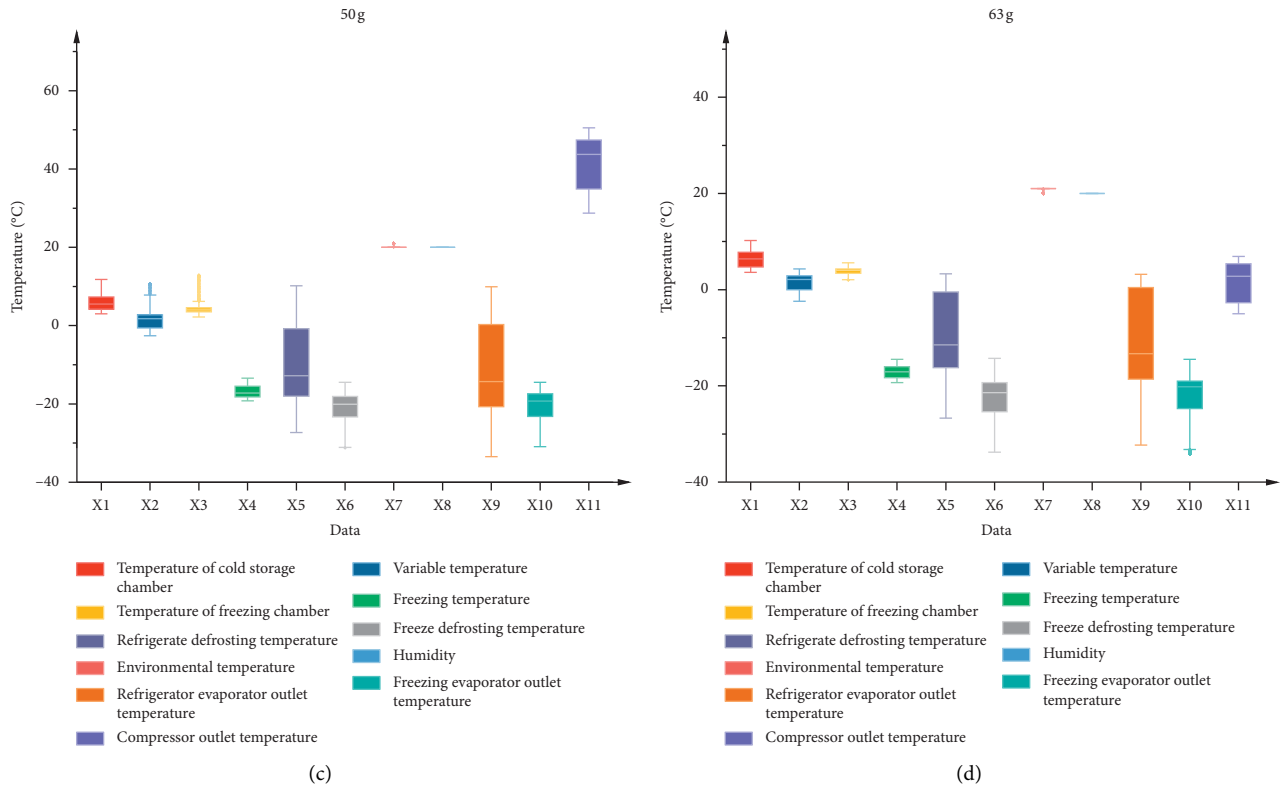 50 g
60
40
20
0
–20
–40
Temperature (°C)
X1 X2 X3 X4 X5 X6 X7 X8 X9 X10 X11
Data
Temperature of cold storage
chamber
Temperature of freezing chamber
Refrigerate defrosting temperature
Environmental temperature
Refrigerator evaporator outlet
temperature
Compressor outlet temperature
Variable temperature
Freezing temperature
Freeze defrosting temperature
Humidity
Freezing evaporator outlet
temperature
(c)
63 g
40
20
0
–20
–40
Temperature (°C)
X1 X2 X3 X4 X5 X6 X7 X8 X9 X10 X11
Data
Temperature of cold storage
chamber
Temperature of freezing chamber
Refrigerate defrosting temperature
Environmental temperature
Refrigerator evaporator outlet
temperature
Compressor outlet temperature
Variable temperature
Freezing temperature
Freeze defrosting temperature
Humidity
Freezing evaporator outlet
temperature
(d)